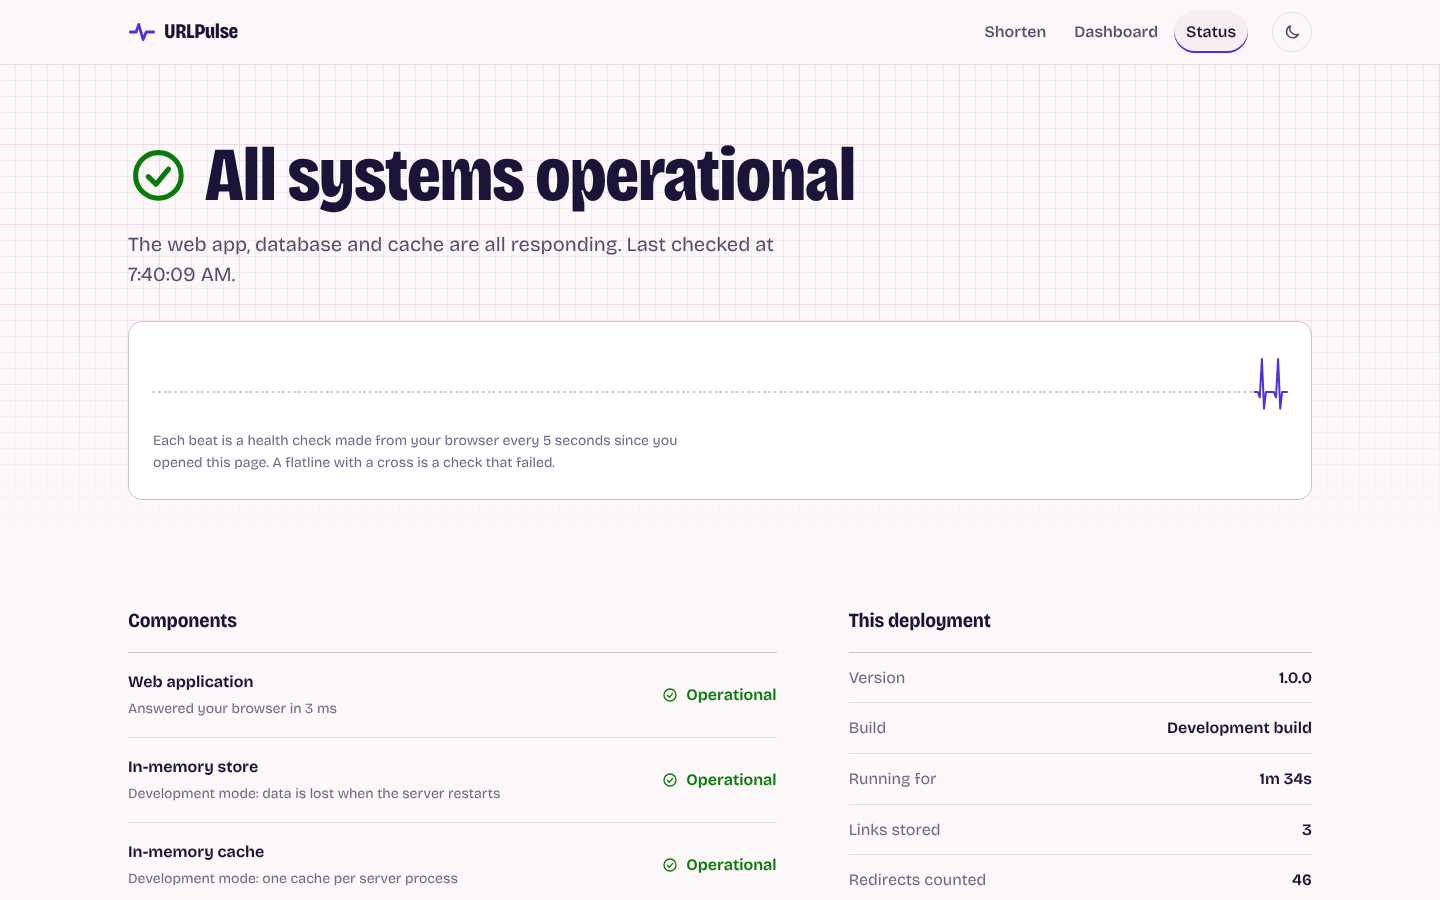 URLPulse
Shorten
Dashboard
Status
All systems operational
The web app, database and cache are all responding. Last checked at
7:40:09 AM.
Each beat is a health check made from your browser every 5 seconds since you
opened this page. A flatline with a cross is a check that failed.
Components
Web application
Answered your browser in 3 ms
Operational
In-memory store
Development mode: data is lost when the server restarts
Operational
In-memory cache
Development mode: one cache per server process
Operational
This deployment
Version 1.0.0
Build Development build
Running for 1m 34s
Links stored 3
Redirects counted 46